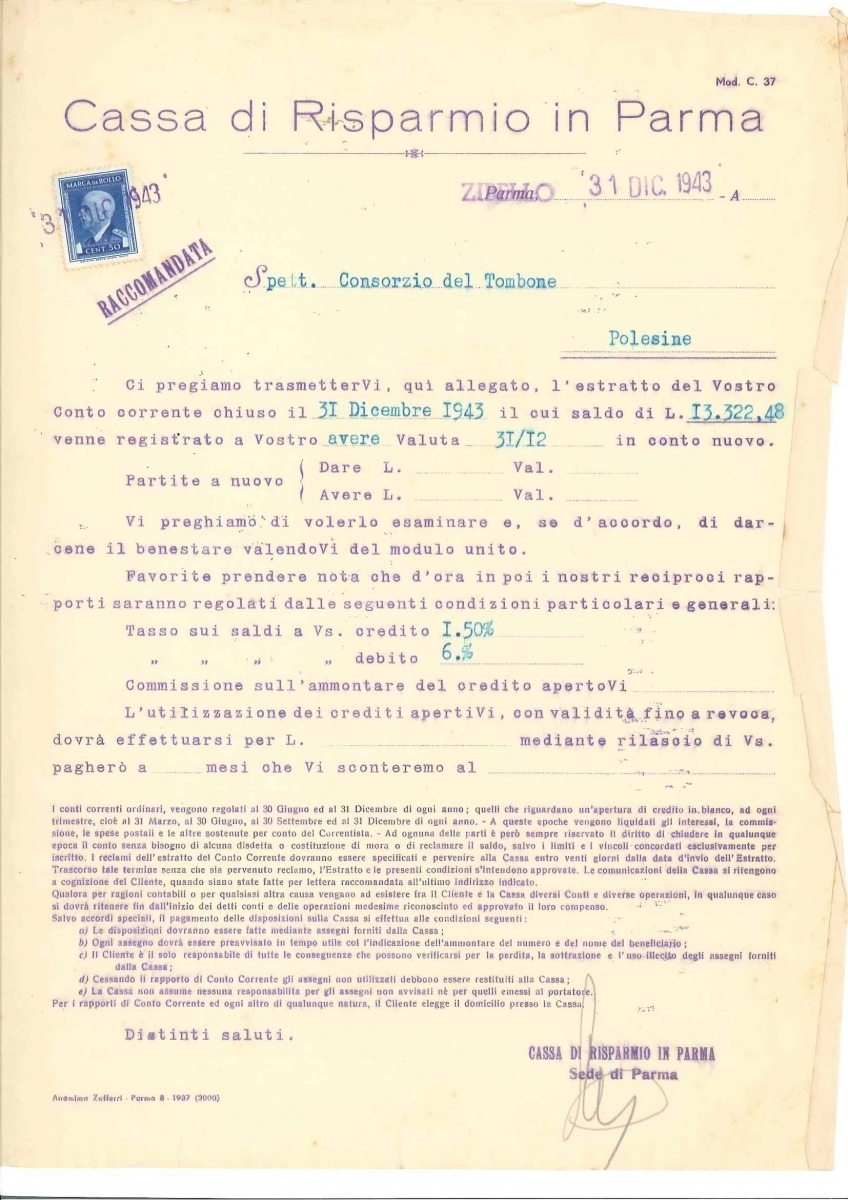 Mod. C. 37
Cassa di Risparmio in Parma
MARCA DA BOLLO
CENT. 50
31 DIC 1943
ZIBELLO Parma, 31 DIC. 1943 - A
RACCOMANDATA
Spett. Consorzio del Tombone
Polesine
Ci pregiamo trasmetterVi, quì allegato, l'estratto del Vostro
Conto corrente chiuso il 31 Dicembre 1943 il cui saldo di L. 13.322,48
venne registrato a Vostro avere Valuta 31/12 in conto nuovo.
Partite a nuovo
Dare L. Val.
Avere L. Val.
Vi preghiamo di volerlo esaminare e, se d'accordo, di dar-
cene il benestare valendoVi del modulo unito.
Favorite prendere nota che d'ora in poi i nostri reciproci rap-
porti saranno regolati dalle seguenti condizioni particolari e generali:
Tasso sui saldi a Vs. credito 1.50%
„ „ „ „ debito 6.%
Commissione sull'ammontare del credito apertoVi
L'utilizzazione dei crediti apertiVi, con validità fino a revoca,
dovrà effettuarsi per L. mediante rilascio di Vs.
pagherò a mesi che Vi sconteremo al
I conti correnti ordinari, vengono regolati al 30 Giugno ed al 31 Dicembre di ogni anno; quelli che riguardano un'apertura di credito in bianco, ad ogni
trimestre, cioè al 31 Marzo, al 30 Giugno, al 30 Settembre ed al 31 Dicembre di ogni anno. - A queste epoche vengono liquidati gli interessi, la commis-
sione, le spese postali e le altre sostenute per conto del Correntista. - Ad ognuna delle parti è però sempre riservato il diritto di chiudere in qualunque
epoca il conto senza bisogno di alcuna disdetta o costituzione di mora o di reclamare il saldo, salvo i limiti e i vincoli concordati esclusivamente per
iscritto. I reclami dell'estratto del Conto Corrente dovranno essere specificati e pervenire alla Cassa entro venti giorni dalla data d'invio dell'Estratto.
Trascorso tale termine senza che sia pervenuto reclamo, l'Estratto e le presenti condizioni s'intendono approvate. Le comunicazioni della Cassa si ritengono
a cognizione del Cliente, quando siano state fatte per lettera raccomandata all'ultimo indirizzo indicato.
Qualora per ragioni contabili o per qualsiasi altra causa vengano ad esistere fra il Cliente e la Cassa diversi Conti e diverse operazioni, in qualunque caso
si dovrà ritenere fin dall'inizio dei detti conti e delle operazioni medesime riconosciuto ed approvato il loro compenso.
Salvo accordi speciali, il pagamento delle disposizioni sulla Cassa si effettua alle condizioni seguenti:
a) Le disposizioni dovranno essere fatte mediante assegni forniti dalla Cassa;
b) Ogni assegno dovrà essere preavvisato in tempo utile col l'indicazione dell'ammontare del numero e del nome del beneficiario;
c) Il Cliente è il solo responsabile di tutte le conseguenze che possono verificarsi per la perdita, la sottrazione e l'uso illecito degli assegni forniti
dalla Cassa;
d) Cessando il rapporto di Conto Corrente gli assegni non utilizzati debbono essere restituiti alla Cassa;
e) La Cassa non assume nessuna responsabilità per gli assegni non avvisati nè per quelli emessi al portatore.
Per i rapporti di Conto Corrente ed ogni altro di qualunque natura, il Cliente elegge il domicilio presso la Cassa.
Distinti saluti.
CASSA DI RISPARMIO IN PARMA
Sede di Parma
Anonima Zafferri - Parma 8 - 1937 (3000)